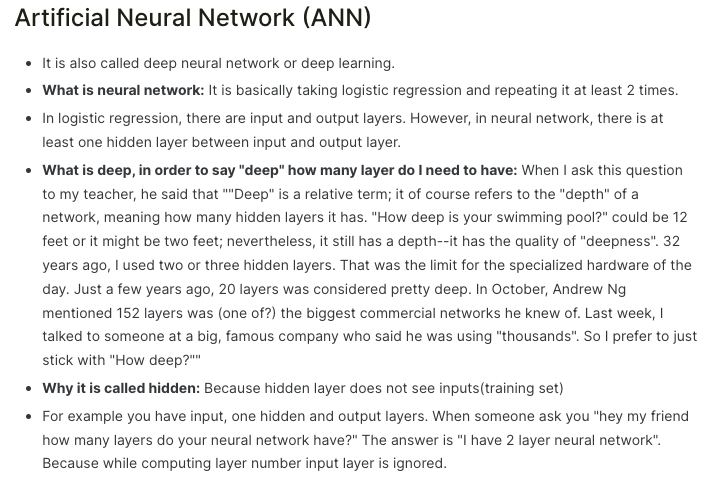 Artificial Neural Network (ANN)
• It is also called deep neural network or deep learning.
• What is neural network: It is basically taking logistic regression and repeating it at least 2 times.
• In logistic regression, there are input and output layers. However, in neural network, there is at
least one hidden layer between input and output layer.
• What is deep, in order to say "deep" how many layer do I need to have: When I ask this question
to my teacher, he said that ""Deep" is a relative term; it of course refers to the "depth" of a
network, meaning how many hidden layers it has. "How deep is your swimming pool?" could be 12
feet or it might be two feet; nevertheless, it still has a depth--it has the quality of "deepness". 32
years ago, I used two or three hidden layers. That was the limit for the specialized hardware of the
day. Just a few years ago, 20 layers was considered pretty deep. In October, Andrew Ng
mentioned 152 layers was (one of?) the biggest commercial networks he knew of. Last week, I
talked to someone at a big, famous company who said he was using "thousands". So I prefer to just
stick with "How deep?""
• Why it is called hidden: Because hidden layer does not see inputs(training set)
• For example you have input, one hidden and output layers. When someone ask you "hey my friend
how many layers do your neural network have?" The answer is "I have 2 layer neural network".
Because while computing layer number input layer is ignored.